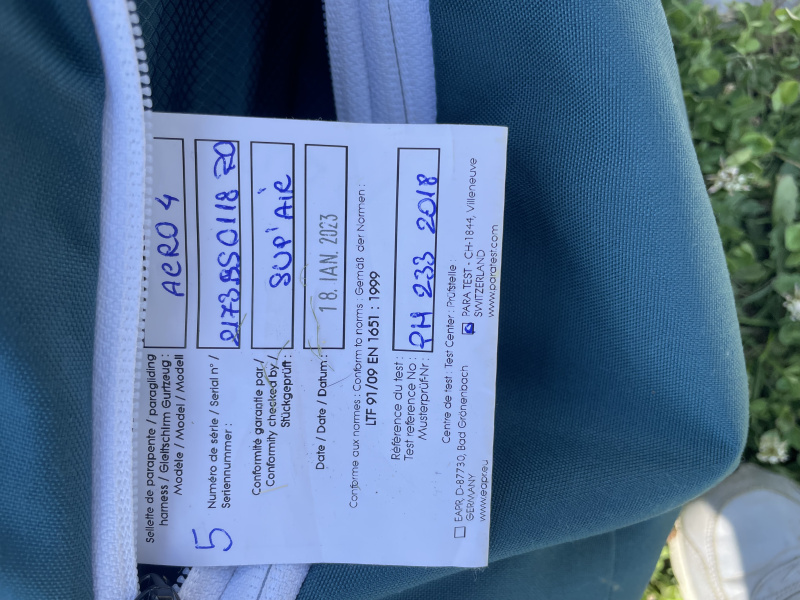 Sellette de parapente / paragliding
harness / Gleitschirm Gurtzeug :
Modèle / Model / Modell
AERO 4
Numéro de série / Serial n° /
Seriennummer :
Conformité garantie par /
Conformity checked by /
Stückgeprüft :
SUP'AIR
Date / Date / Datum :
18. JAN. 2023
Conforme aux normes : Conform to norms : Gemäß der Normen :
LTF 91/09 EN 1651 : 1999
Référence du test :
Test reference No :
Musterprüf-Nr :
PH 233 2018
Centre de test : Test Center : Prüfstelle :
EAPR, D-87730, Bad Grönenbach
GERMANY
www.eapr.eu
PARA TEST - CH-1844, Villeneuve
SWITZERLAND
www.paratest.com
5